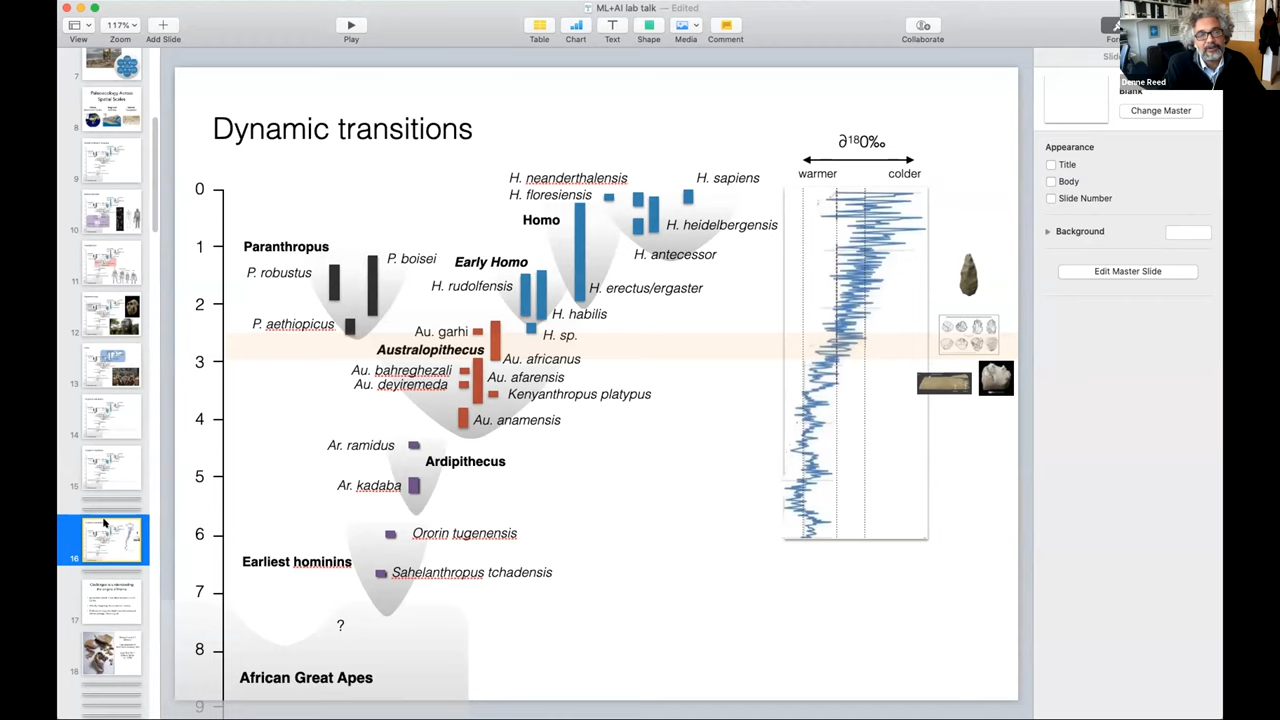 ML+AI lab talk — Edited
117%
View
Zoom
Add Slide
Play
Table
Chart
Text
Shape
Media
Comment
Collaborate
Denne Reed
Blank
Change Master
Appearance
Title
Body
Slide Number
Background
Edit Master Slide
7
8
9
10
11
12
13
14
15
16
17
18
Dynamic transitions
∂18O‰
warmer
colder
0
1
2
3
4
5
6
7
8
9
H. neanderthalensis
H. sapiens
H. floresiensis
Homo
H. heidelbergensis
Paranthropus
H. antecessor
P. boisei
Early Homo
P. robustus
H. rudolfensis
H. erectus/ergaster
H. habilis
P. aethiopicus
Au. garhi
H. sp.
Australopithecus
Au. africanus
Au. bahreghezali
Au. afarensis
Au. deyiremeda
Kenyanthropus platypus
Au. anamensis
Ar. ramidus
Ardipithecus
Ar. kadaba
Ororin tugenensis
Earliest hominins
Sahelanthropus tchadensis
?
African Great Apes